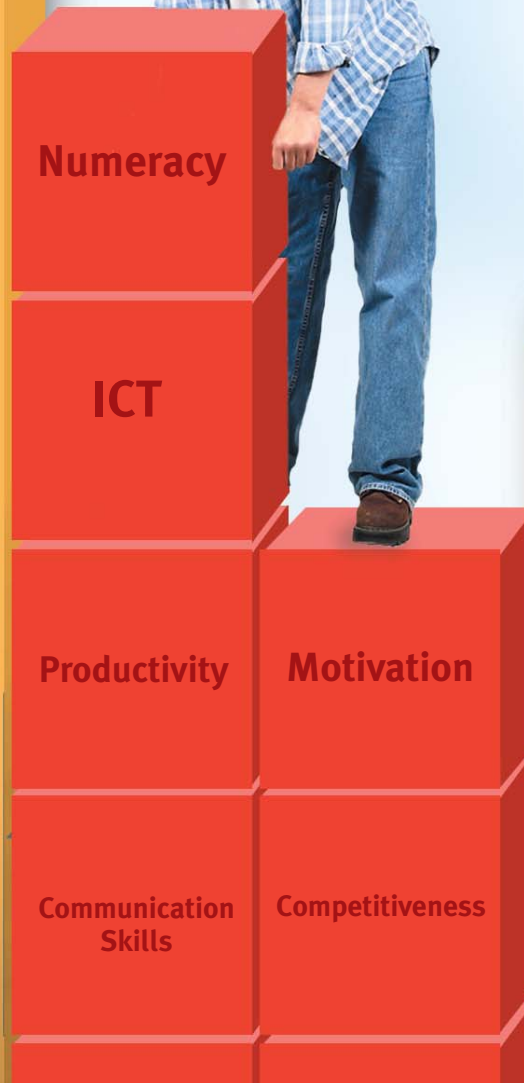 Numeracy
ICT
Productivity
Motivation
Communication
Skills
Competitiveness